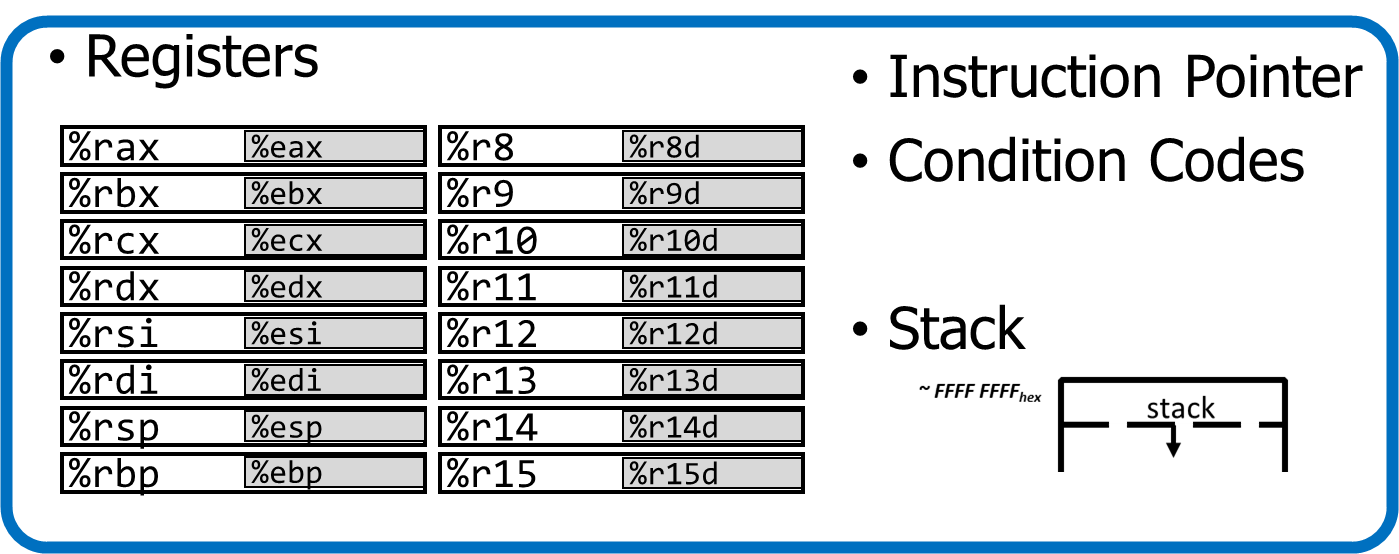 • Registers
%rax %eax %r8 %r8d
%rbx %ebx %r9 %r9d
%rcx %ecx %r10 %r10d
%rdx %edx %r11 %r11d
%rsi %esi %r12 %r12d
%rdi %edi %r13 %r13d
%rsp %esp %r14 %r14d
%rbp %ebp %r15 %r15d
• Instruction Pointer
• Condition Codes
• Stack
~ FFFF FFFFhex
stack